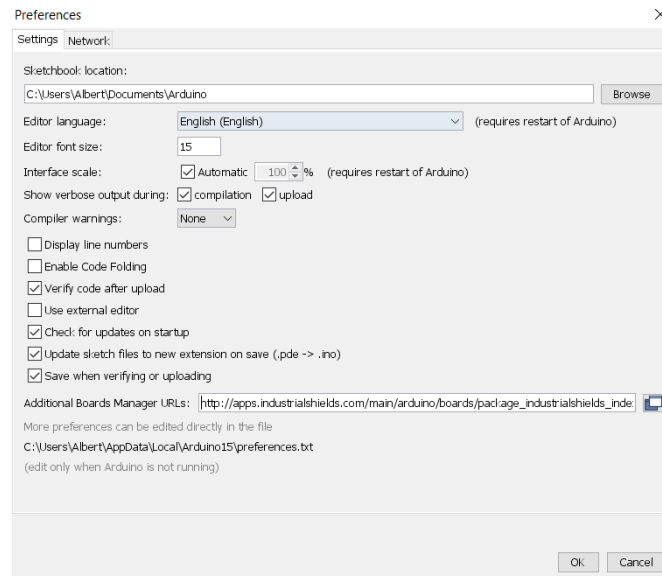 Preferences
Settings Network
Sketchbook location:
C:\Users\Albert\Documents\Arduino Browse
Editor language: English (English) (requires restart of Arduino)
Editor font size: 15
Interface scale: Automatic 100 % (requires restart of Arduino)
Show verbose output during: compilation upload
Compiler warnings: None
Display line numbers
Enable Code Folding
Verify code after upload
Use external editor
Check for updates on startup
Update sketch files to new extension on save (.pde -> .ino)
Save when verifying or uploading
Additional Boards Manager URLs: http://apps.industrialshields.com/main/arduino/boards/package_industrialshields_inde
More preferences can be edited directly in the file
C:\Users\Albert\AppData\Local\Arduino15\preferences.txt
(edit only when Arduino is not running)
OK Cancel